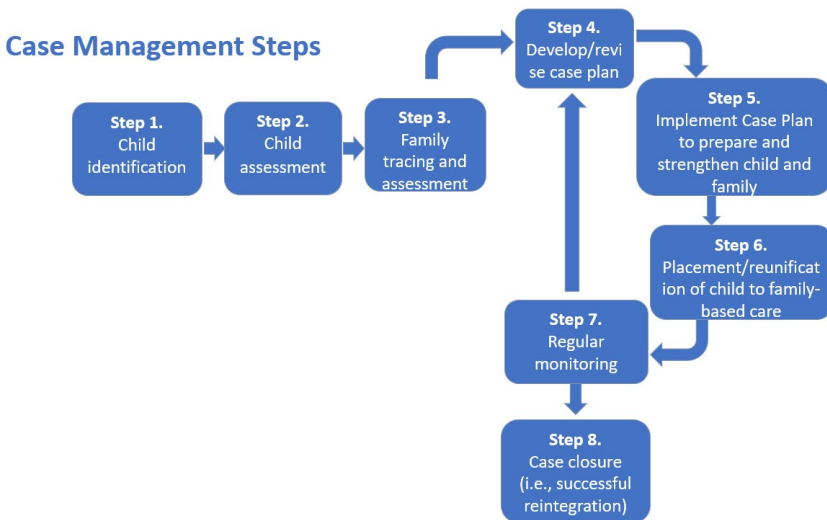 Case Management Steps
Step 1.
Child
identification
Step 2.
Child
assessment
Step 3.
Family
tracing and
assessment
Step 4.
Develop/revi
se case plan
Step 5.
Implement Case Plan
to prepare and
strengthen child and
family
Step 6.
Placement/reunificat
ion of child to family-
based care
Step 7.
Regular
monitoring
Step 8.
Case closure
(i.e., successful
reintegration)